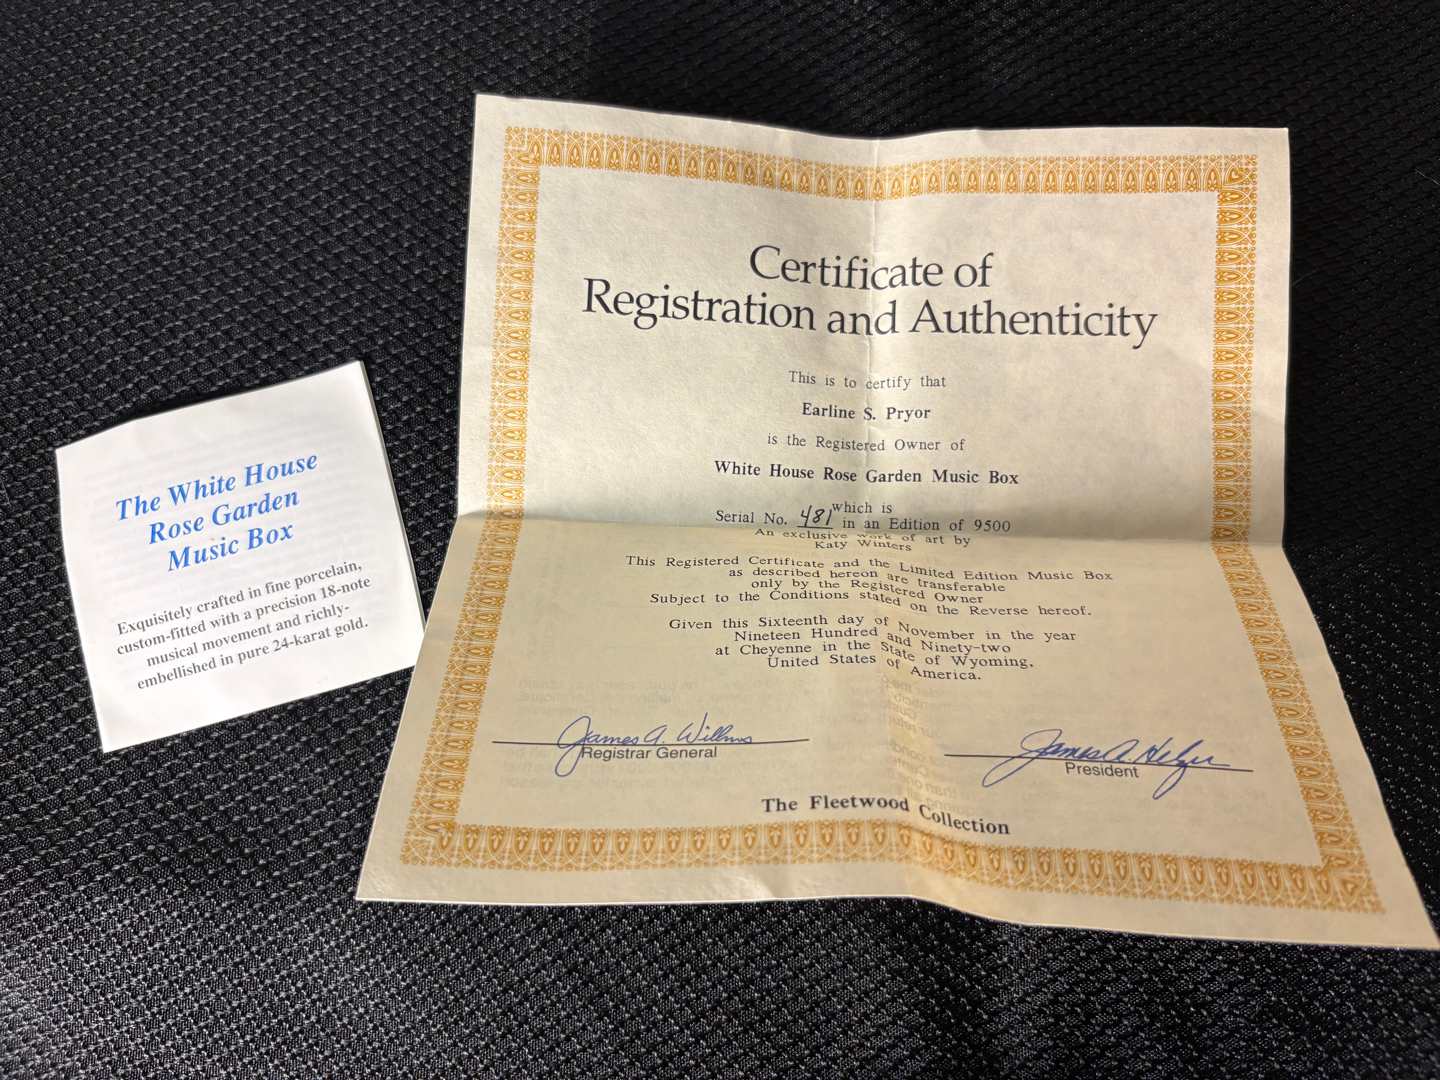 The White House
Rose Garden
Music Box
Exquisitely crafted in fine porcelain,
custom-fitted with a precision 18-note
musical movement and richly-
embellished in pure 24-karat gold.
Certificate of
Registration and Authenticity
This is to certify that
Earline S. Pryor
is the Registered Owner of
White House Rose Garden Music Box
which is
Serial No. 481 in an Edition of 9500
An exclusive work of art by
Katy Winters
This Registered Certificate and the Limited Edition Music Box
as described hereon are transferable
only by the Registered Owner
Subject to the Conditions stated on the Reverse hereof.
Given this Sixteenth day of November in the year
Nineteen Hundred and Ninety-two
at Cheyenne in the State of Wyoming,
United States of America.
James A. Willms
Registrar General
James A. Helzer
President
The Fleetwood Collection